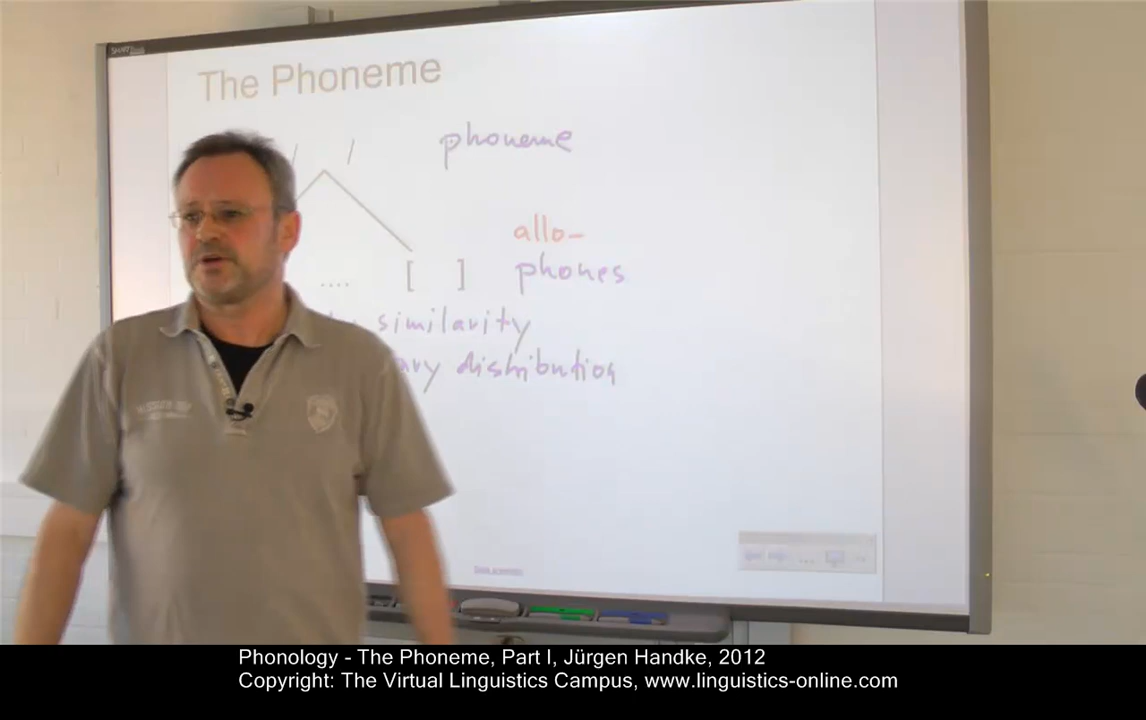 The Phoneme
/ / phoneme
allo-
.... [ ] phones
similarity
ary distribution
Phonology - The Phoneme, Part I, Jürgen Handke, 2012
Copyright: The Virtual Linguistics Campus, www.linguistics-online.com